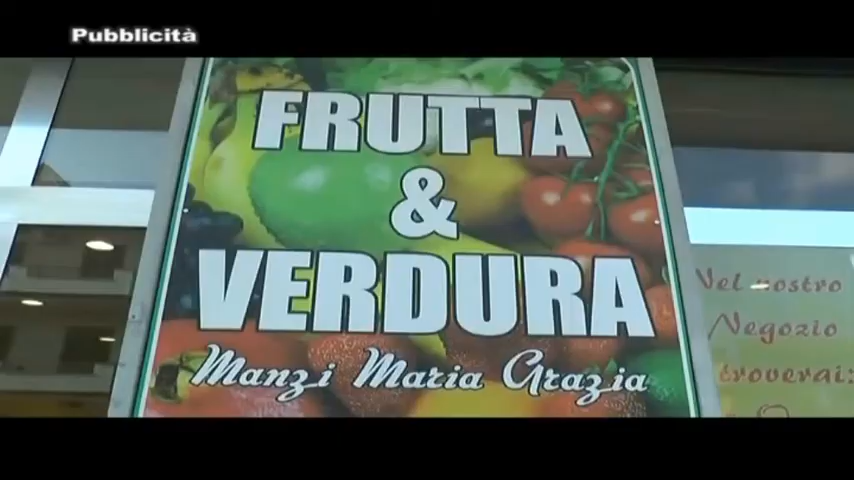 Pubblicità
FRUTTA
&
VERDURA
Manzi Maria Grazia
Nel nostro
Negozio
troverai: